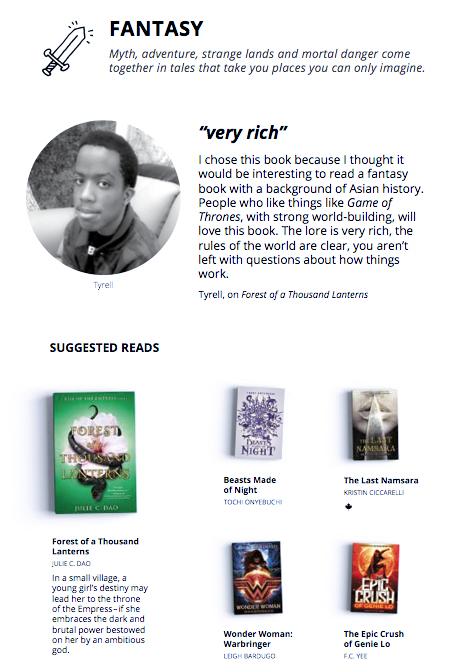 FANTASY
Myth, adventure, strange lands and mortal danger come
together in tales that take you places you can only imagine.
“very rich”
I chose this book because I thought it
would be interesting to read a fantasy
book with a background of Asian history.
People who like things like Game of
Thrones, with strong world-building, will
love this book. The lore is very rich, the
rules of the world are clear, you aren’t
left with questions about how things
work.
Tyrell
Tyrell, on Forest of a Thousand Lanterns
SUGGESTED READS
FOREST
of a
THOUSAND
LANTERNS
JULIE C. DAO
BEASTS
MADE OF
NIGHT
THE LAST
NAMSARA
Beasts Made
of Night
TOCHI ONYEBUCHI
The Last Namsara
KRISTIN CICCARELLI
Forest of a Thousand
Lanterns
JULIE C. DAO
In a small village, a
young girl’s destiny may
lead her to the throne
of the Empress–if she
embraces the dark and
brutal power bestowed
on her by an ambitious
god.
WONDER WOMAN
EPIC
CRUSH
OF GENIE LO
Wonder Woman:
Warbringer
LEIGH BARDUGO
The Epic Crush
of Genie Lo
F.C. YEE